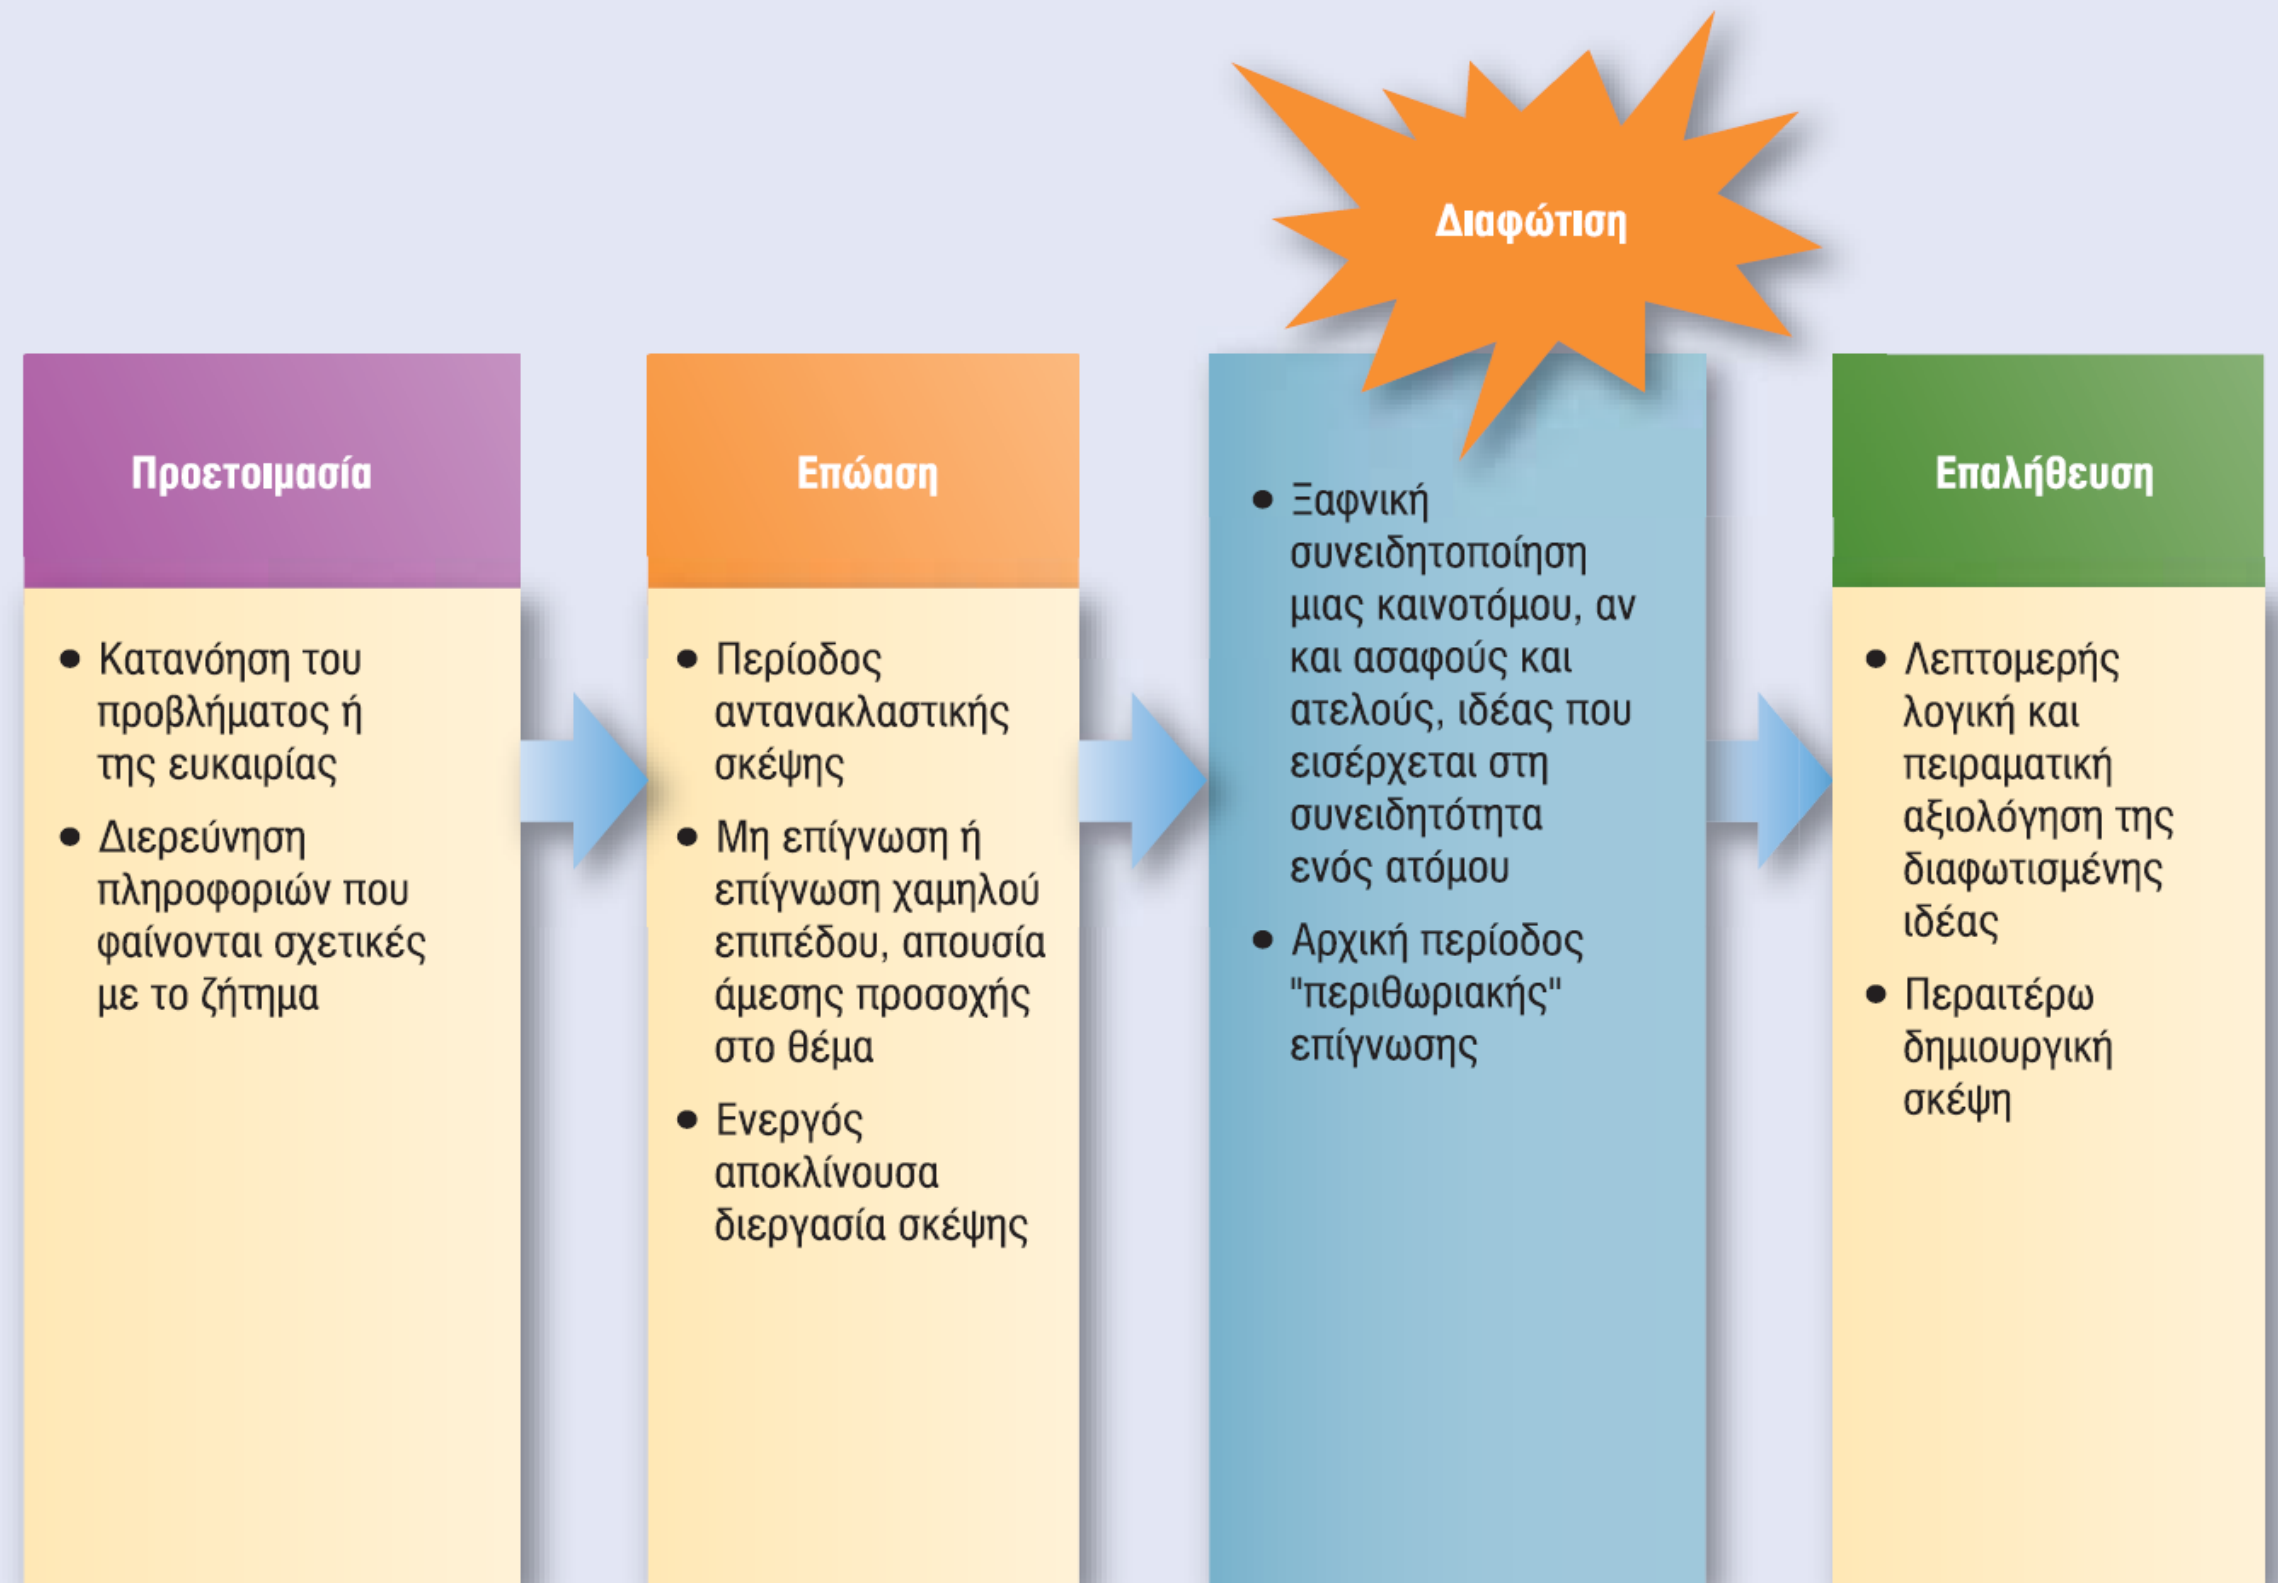 Διαφώτιση
Προετοιμασία
• Κατανόηση του
προβλήματος ή
της ευκαιρίας
• Διερεύνηση
πληροφοριών που
φαίνονται σχετικές
με το ζήτημα
Επώαση
• Περίοδος
αντανακλαστικής
σκέψης
• Μη επίγνωση ή
επίγνωση χαμηλού
επιπέδου, απουσία
άμεσης προσοχής
στο θέμα
• Ενεργός
αποκλίνουσα
διεργασία σκέψης
• Ξαφνική
συνειδητοποίηση
μιας καινοτόμου, αν
και ασαφούς και
ατελούς, ιδέας που
εισέρχεται στη
συνειδητότητα
ενός ατόμου
• Αρχική περίοδος
"περιθωριακής"
επίγνωσης
Επαλήθευση
• Λεπτομερής
λογική και
πειραματική
αξιολόγηση της
διαφωτισμένης
ιδέας
• Περαιτέρω
δημιουργική
σκέψη